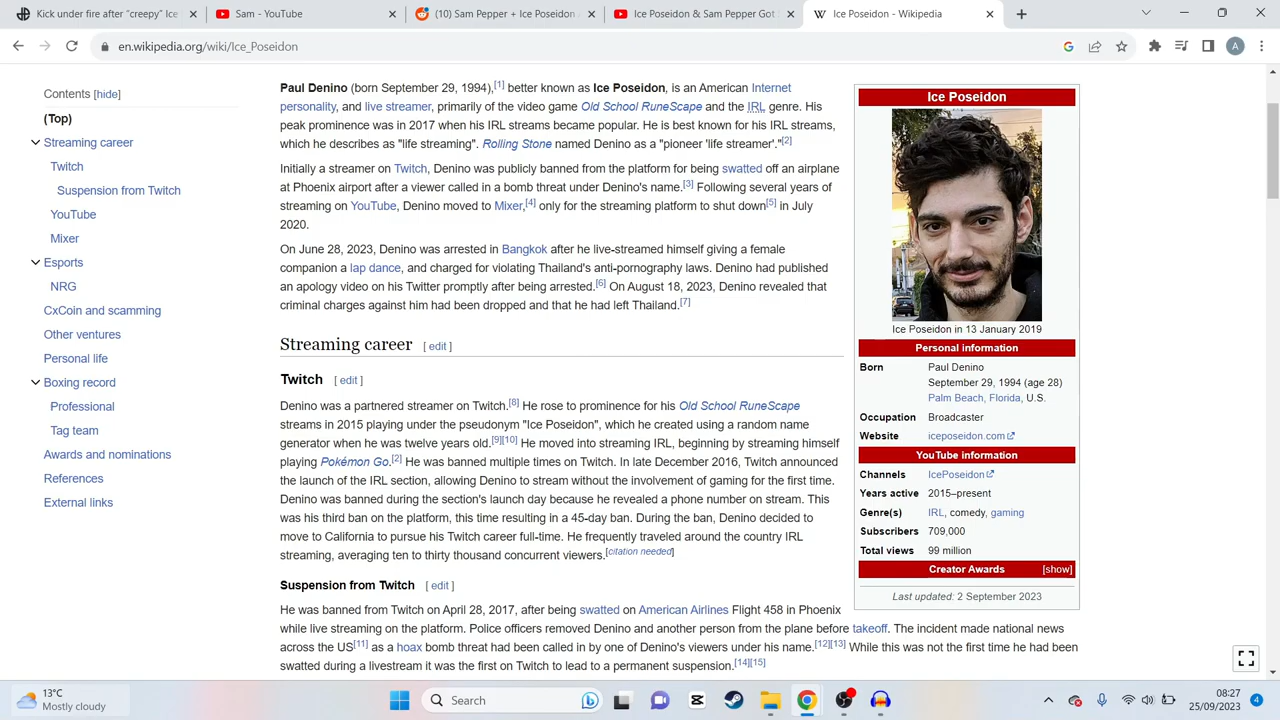 Kick under fire after "creepy" Ice
Sam - YouTube
(10) Sam Pepper + Ice Poseidon
Ice Poseidon & Sam Pepper Got
Ice Poseidon - Wikipedia
en.wikipedia.org/wiki/Ice_Poseidon
A
Contents [hide]
(Top)
Streaming career
Twitch
Suspension from Twitch
YouTube
Mixer
Esports
NRG
CxCoin and scamming
Other ventures
Personal life
Boxing record
Professional
Tag team
Awards and nominations
References
External links
Paul Denino (born September 29, 1994),[1] better known as Ice Poseidon, is an American Internet
personality, and live streamer, primarily of the video game Old School RuneScape and the IRL genre. His
peak prominence was in 2017 when his IRL streams became popular. He is best known for his IRL streams,
which he describes as "life streaming". Rolling Stone named Denino as a "pioneer 'life streamer'."[2]
Initially a streamer on Twitch, Denino was publicly banned from the platform for being swatted off an airplane
at Phoenix airport after a viewer called in a bomb threat under Denino's name.[3] Following several years of
streaming on YouTube, Denino moved to Mixer,[4] only for the streaming platform to shut down[5] in July
2020.
On June 28, 2023, Denino was arrested in Bangkok after he live-streamed himself giving a female
companion a lap dance, and charged for violating Thailand's anti-pornography laws. Denino had published
an apology video on his Twitter promptly after being arrested.[6] On August 18, 2023, Denino revealed that
criminal charges against him had been dropped and that he had left Thailand.[7]
Streaming career [ edit ]
Twitch [ edit ]
Denino was a partnered streamer on Twitch.[8] He rose to prominence for his Old School RuneScape
streams in 2015 playing under the pseudonym "Ice Poseidon", which he created using a random name
generator when he was twelve years old.[9][10] He moved into streaming IRL, beginning by streaming himself
playing Pokémon Go.[2] He was banned multiple times on Twitch. In late December 2016, Twitch announced
the launch of the IRL section, allowing Denino to stream without the involvement of gaming for the first time.
Denino was banned during the section's launch day because he revealed a phone number on stream. This
was his third ban on the platform, this time resulting in a 45-day ban. During the ban, Denino decided to
move to California to pursue his Twitch career full-time. He frequently traveled around the country IRL
streaming, averaging ten to thirty thousand concurrent viewers.[citation needed]
Suspension from Twitch [ edit ]
He was banned from Twitch on April 28, 2017, after being swatted on American Airlines Flight 458 in Phoenix
while live streaming on the platform. Police officers removed Denino and another person from the plane before takeoff. The incident made national news
across the US[11] as a hoax bomb threat had been called in by one of Denino's viewers under his name.[12][13] While this was not the first time he had been
swatted during a livestream it was the first on Twitch to lead to a permanent suspension.[14][15]
Ice Poseidon
Ice Poseidon in 13 January 2019
Personal information
Born Paul Denino
September 29, 1994 (age 28)
Palm Beach, Florida, U.S.
Occupation Broadcaster
Website iceposeidon.com
YouTube information
Channels IcePoseidon
Years active 2015–present
Genre(s) IRL, comedy, gaming
Subscribers 709,000
Total views 99 million
Creator Awards [show]
Last updated: 2 September 2023
13°C
Mostly cloudy
Search
08:27
25/09/2023
4